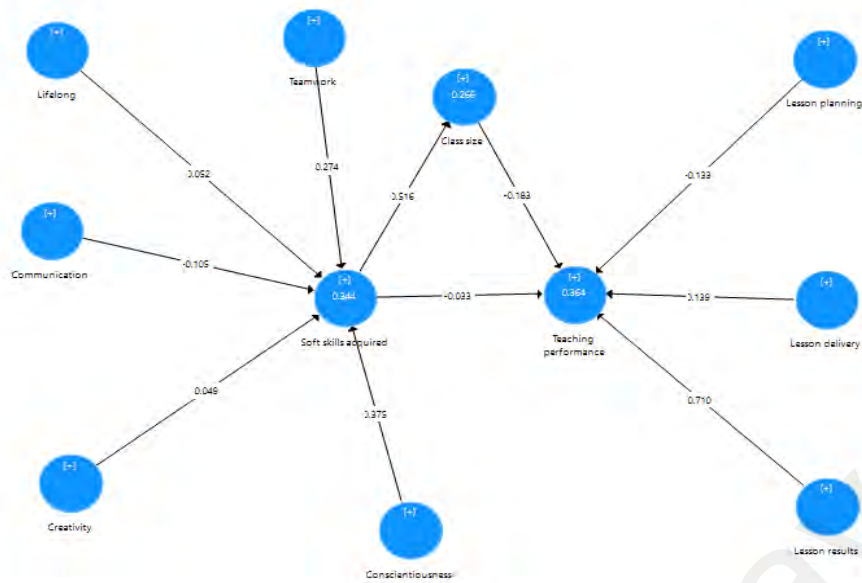 [+]
Lifelong
[+]
Teamwork
[+]
0.266
Class size
[+]
Lesson planning
0.052
0.274
0.516
-0.183
-0.133
[+]
Communication
-0.105
[+]
0.344
Soft skills acquired
-0.033
[+]
0.364
Teaching
performance
0.139
[+]
Lesson delivery
0.049
0.375
0.710
[+]
Creativity
[+]
Conscientiousness
[+]
Lesson results